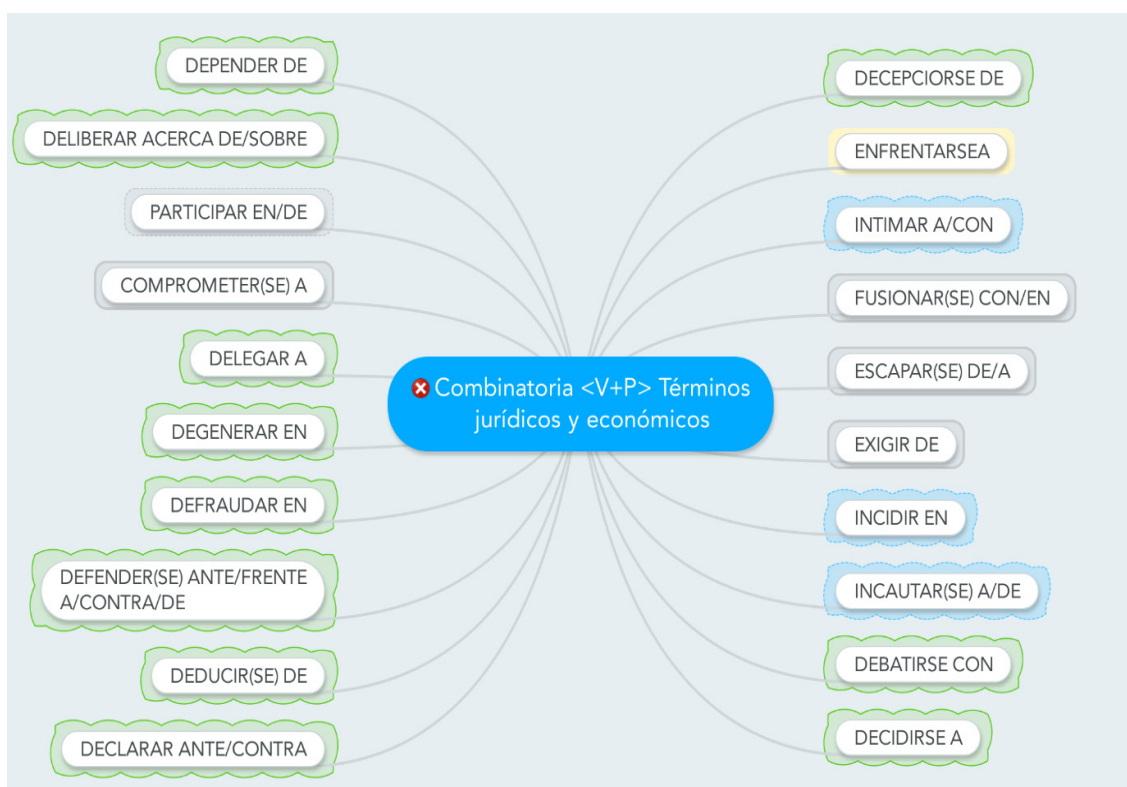 DEPENDER DE
DELIBERAR ACERCA DE/SOBRE
PARTICIPAR EN/DE
COMPROMETER(SE) A
DELEGAR A
DEGENERAR EN
DEFRAUDAR EN
DEFENDER(SE) ANTE/FRENTE
A/CONTRA/DE
DEDUCIR(SE) DE
DECLARAR ANTE/CONTRA
Combinatoria <V+P> Términos
jurídicos y económicos
DECEPCIORSE DE
ENFRENTARSEA
INTIMAR A/CON
FUSIONAR(SE) CON/EN
ESCAPAR(SE) DE/A
EXIGIR DE
INCIDIR EN
INCAUTAR(SE) A/DE
DEBATIRSE CON
DECIDIRSE A